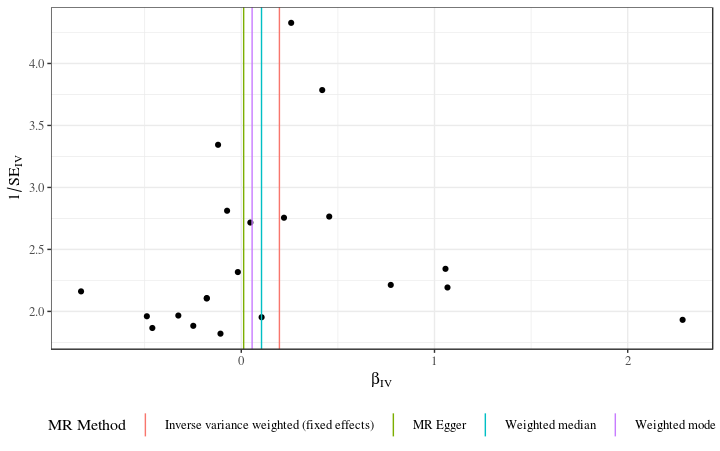 4.0
3.5
3.0
2.5
2.0
1/SE_IV
0 1 2
β_IV
MR Method Inverse variance weighted (fixed effects) MR Egger Weighted median Weighted mode